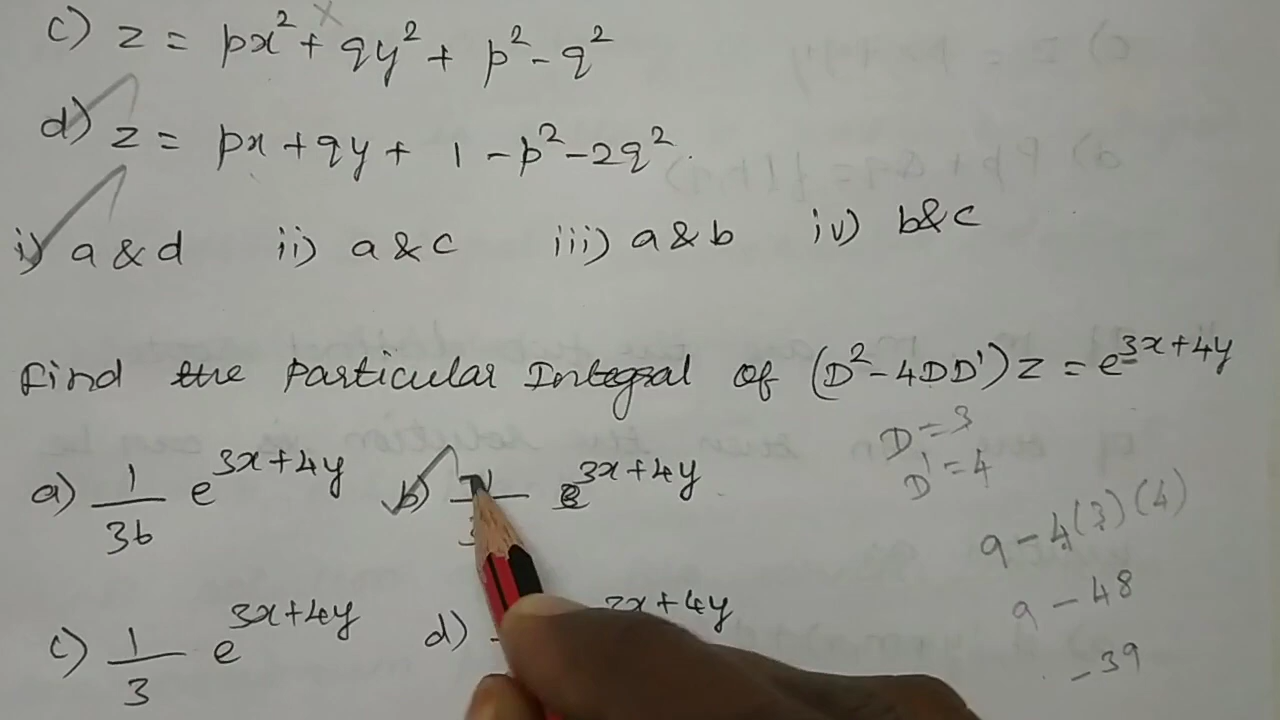 c) z = px² + qy² + p² - q²
d) z = px + qy + 1 - p² - 2q².
i) a & d ii) a & c iii) a & b iv) b & c
Find the Particular Integral of (D² - 4DD') z = e^{3x+4y}
D = 3
D' = 4
a) 1/36 e^{3x+4y} b) e^{3x+4y}
9 - 4(3)(4)
9 - 48
c) 1/3 e^{3x+4y} d) 3x+4y
- 39